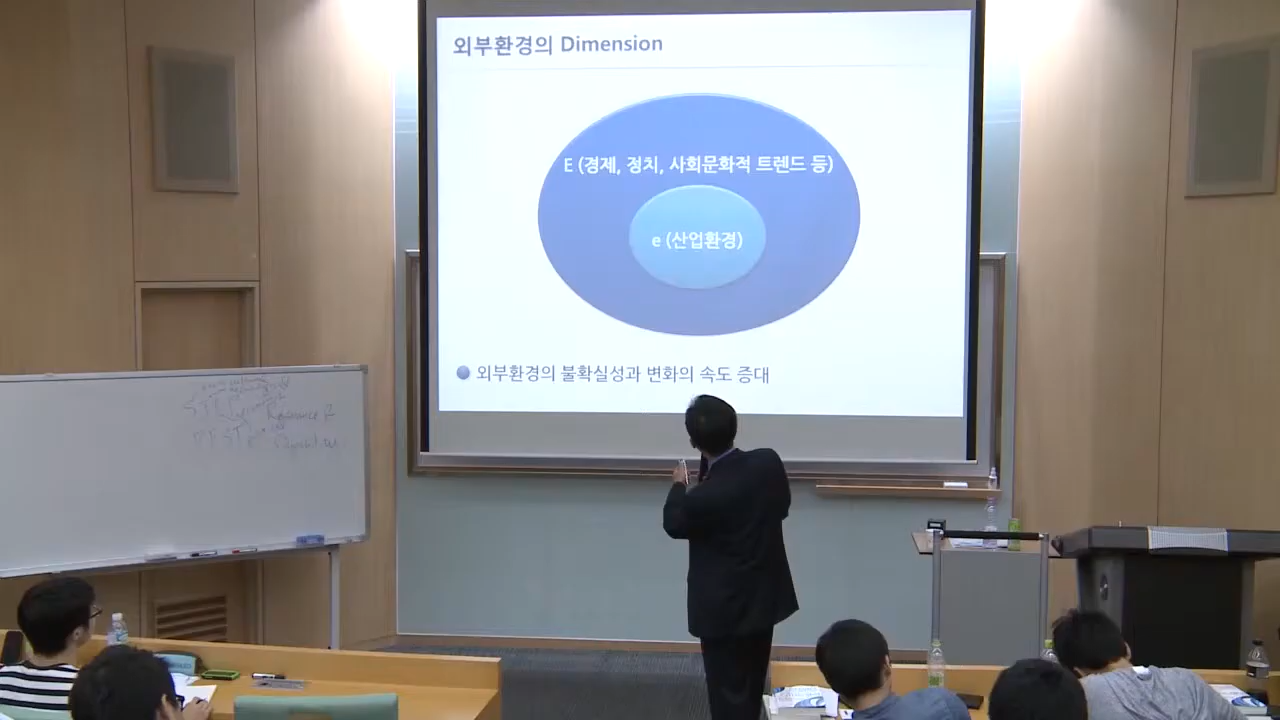 외부환경의 Dimension
E (경제, 정치, 사회문화적 트렌드 등)
e (산업환경)
외부환경의 불확실성과 변화의 속도 증대